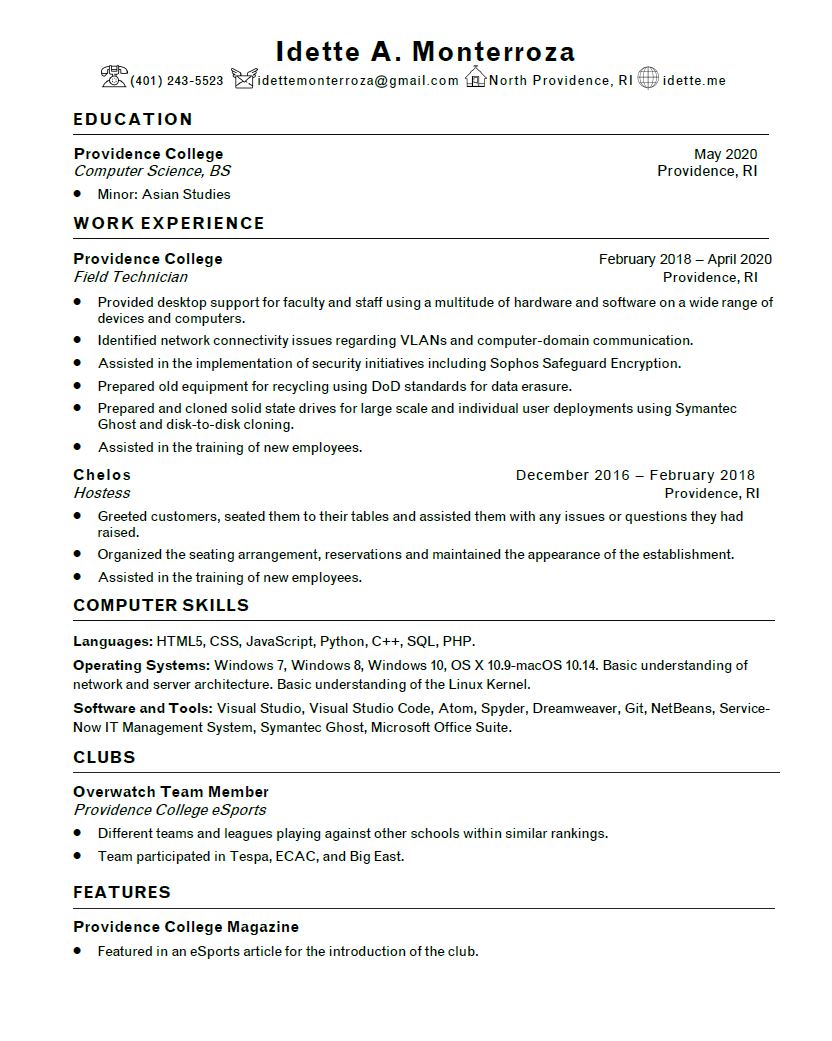 Idette A. Monterroza
(401) 243-5523 idettemonterroza@gmail.com North Providence, RI idette.me
EDUCATION
Providence College May 2020
Computer Science, BS Providence, RI
• Minor: Asian Studies
WORK EXPERIENCE
Providence College February 2018 – April 2020
Field Technician Providence, RI
• Provided desktop support for faculty and staff using a multitude of hardware and software on a wide range of
devices and computers.
• Identified network connectivity issues regarding VLANs and computer-domain communication.
• Assisted in the implementation of security initiatives including Sophos Safeguard Encryption.
• Prepared old equipment for recycling using DoD standards for data erasure.
• Prepared and cloned solid state drives for large scale and individual user deployments using Symantec
Ghost and disk-to-disk cloning.
• Assisted in the training of new employees.
Chelos December 2016 – February 2018
Hostess Providence, RI
• Greeted customers, seated them to their tables and assisted them with any issues or questions they had
raised.
• Organized the seating arrangement, reservations and maintained the appearance of the establishment.
• Assisted in the training of new employees.
COMPUTER SKILLS
Languages: HTML5, CSS, JavaScript, Python, C++, SQL, PHP.
Operating Systems: Windows 7, Windows 8, Windows 10, OS X 10.9-macOS 10.14. Basic understanding of
network and server architecture. Basic understanding of the Linux Kernel.
Software and Tools: Visual Studio, Visual Studio Code, Atom, Spyder, Dreamweaver, Git, NetBeans, Service-
Now IT Management System, Symantec Ghost, Microsoft Office Suite.
CLUBS
Overwatch Team Member
Providence College eSports
• Different teams and leagues playing against other schools within similar rankings.
• Team participated in Tespa, ECAC, and Big East.
FEATURES
Providence College Magazine
• Featured in an eSports article for the introduction of the club.